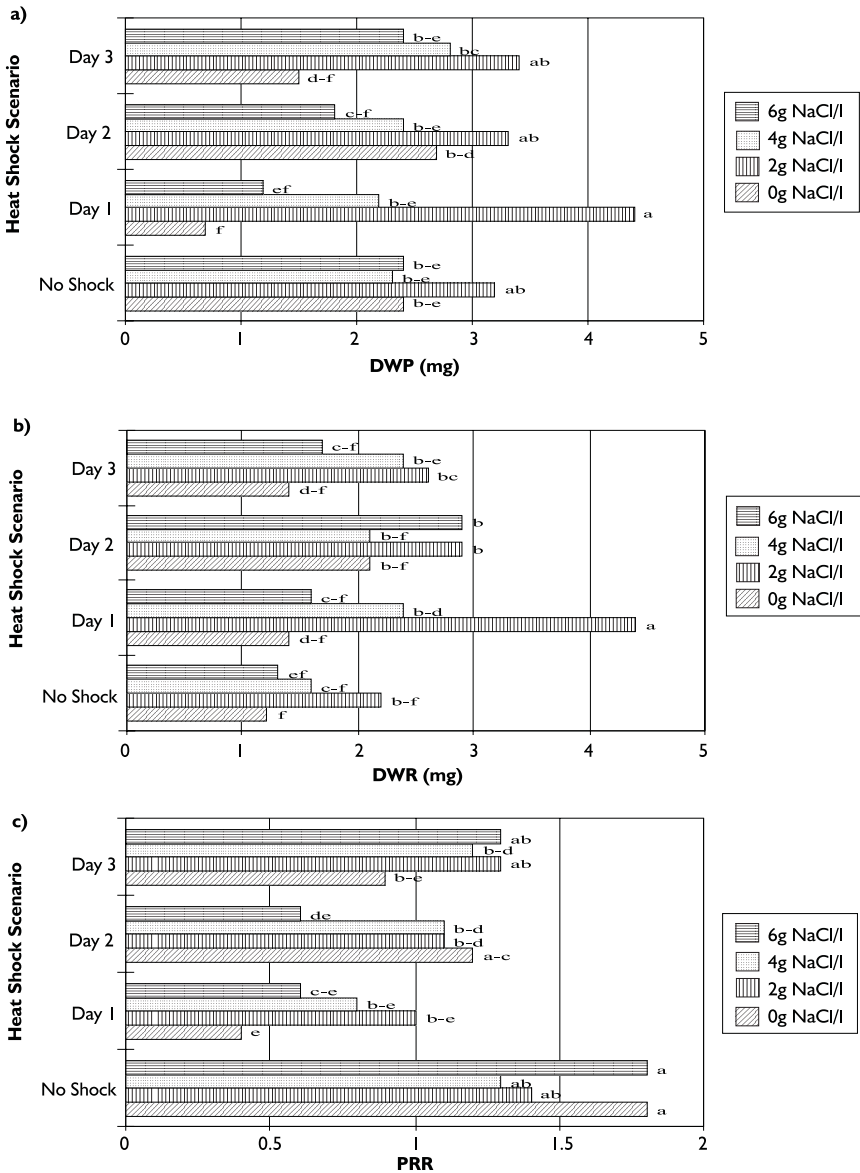 a)
Heat Shock Scenario
Day 3
b-e
bc
ab
d-f
Day 2
c-f
b-e
ab
b-d
Day 1
ef
b-e
a
f
No Shock
b-e
b-e
ab
b-e
0 1 2 3 4 5
DWP (mg)
6g NaCl/l
4g NaCl/l
2g NaCl/l
0g NaCl/l
b)
Heat Shock Scenario
Day 3
c-f
b-e
bc
d-f
Day 2
b
b-f
b
b-f
Day 1
c-f
b-d
a
d-f
No Shock
ef
c-f
b-f
f
0 1 2 3 4 5
DWR (mg)
6g NaCl/l
4g NaCl/l
2g NaCl/l
0g NaCl/l
c)
Heat Shock Scenario
Day 3
ab
b-d
ab
b-e
Day 2
de
b-d
b-d
a-c
Day 1
c-e
b-e
b-e
e
No Shock
a
ab
ab
a
0 0.5 1 1.5 2
PRR
6g NaCl/l
4g NaCl/l
2g NaCl/l
0g NaCl/l